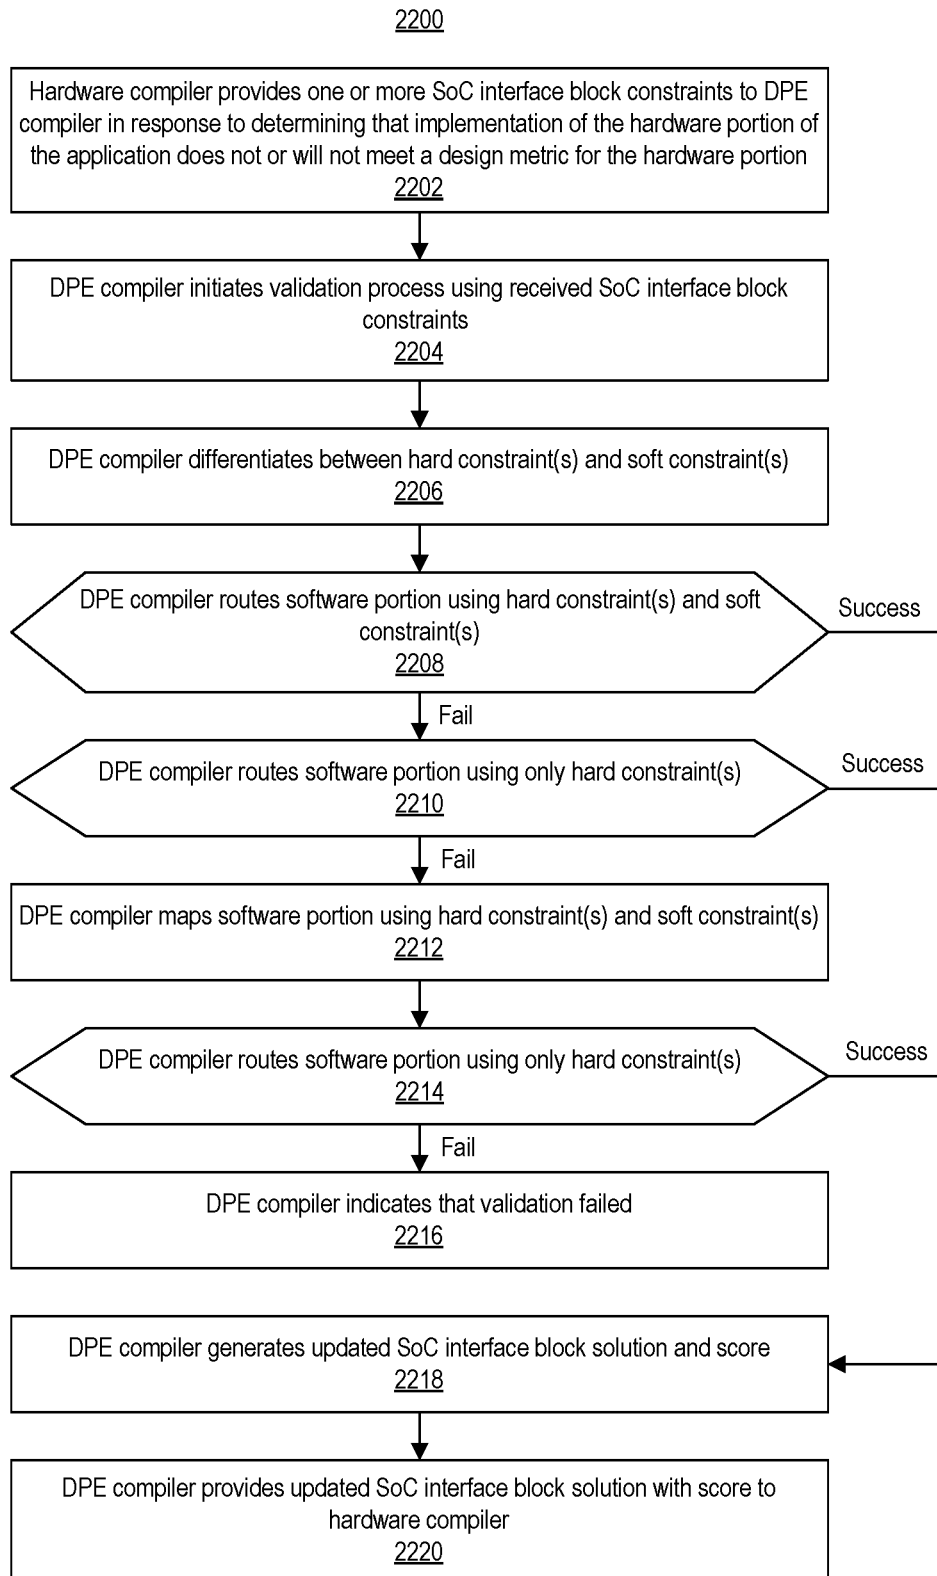 2200
Hardware compiler provides one or more SoC interface block constraints to DPE
compiler in response to determining that implementation of the hardware portion of
the application does not or will not meet a design metric for the hardware portion
2202
DPE compiler initiates validation process using received SoC interface block
constraints
2204
DPE compiler differentiates between hard constraint(s) and soft constraint(s)
2206
DPE compiler routes software portion using hard constraint(s) and soft
constraint(s)
2208
Success
Fail
DPE compiler routes software portion using only hard constraint(s)
2210
Success
Fail
DPE compiler maps software portion using hard constraint(s) and soft constraint(s)
2212
DPE compiler routes software portion using only hard constraint(s)
2214
Success
Fail
DPE compiler indicates that validation failed
2216
DPE compiler generates updated SoC interface block solution and score
2218
DPE compiler provides updated SoC interface block solution with score to
hardware compiler
2220